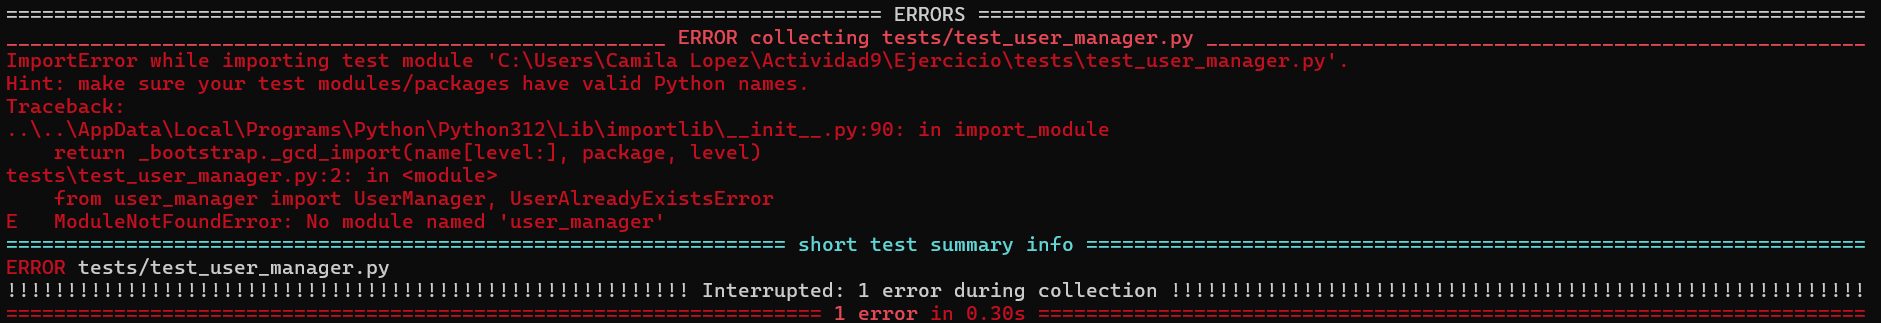 ========================================================================= ERRORS ==========================================================================
_______________________________________________________ ERROR collecting tests/test_user_manager.py _______________________________________________________
ImportError while importing test module 'C:\Users\Camila Lopez\Actividad9\Ejercicio\tests\test_user_manager.py'.
Hint: make sure your test modules/packages have valid Python names.
Traceback:
..\..\AppData\Local\Programs\Python\Python312\Lib\importlib\__init__.py:90: in import_module
    return _bootstrap._gcd_import(name[level:], package, level)
tests\test_user_manager.py:2: in <module>
    from user_manager import UserManager, UserAlreadyExistsError
E   ModuleNotFoundError: No module named 'user_manager'
================================================================= short test summary info =================================================================
ERROR tests/test_user_manager.py
!!!!!!!!!!!!!!!!!!!!!!!!!!!!!!!!!!!!!!!!!!!!!!!!!!!!!!!!! Interrupted: 1 error during collection !!!!!!!!!!!!!!!!!!!!!!!!!!!!!!!!!!!!!!!!!!!!!!!!!!!!!!!!!!
==================================================================== 1 error in 0.30s =====================================================================